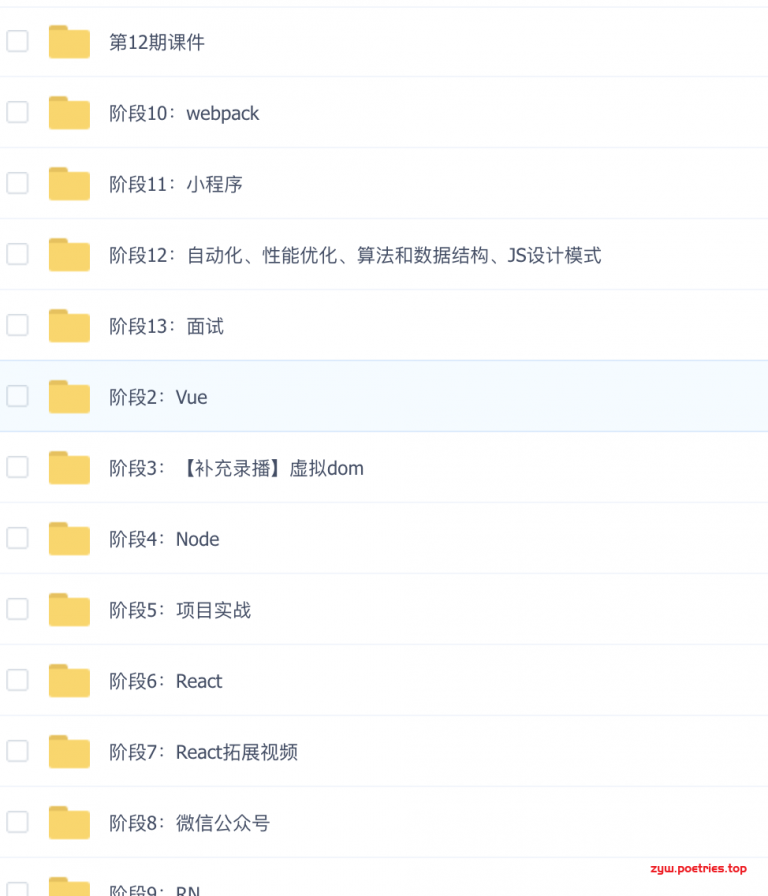 第12期课件
阶段10：webpack
阶段11：小程序
阶段12：自动化、性能优化、算法和数据结构、JS设计模式
阶段13：面试
阶段2：Vue
阶段3：【补充录播】虚拟dom
阶段4：Node
阶段5：项目实战
阶段6：React
阶段7：React拓展视频
阶段8：微信公众号
zyw.poetries.top
阶段9：RN